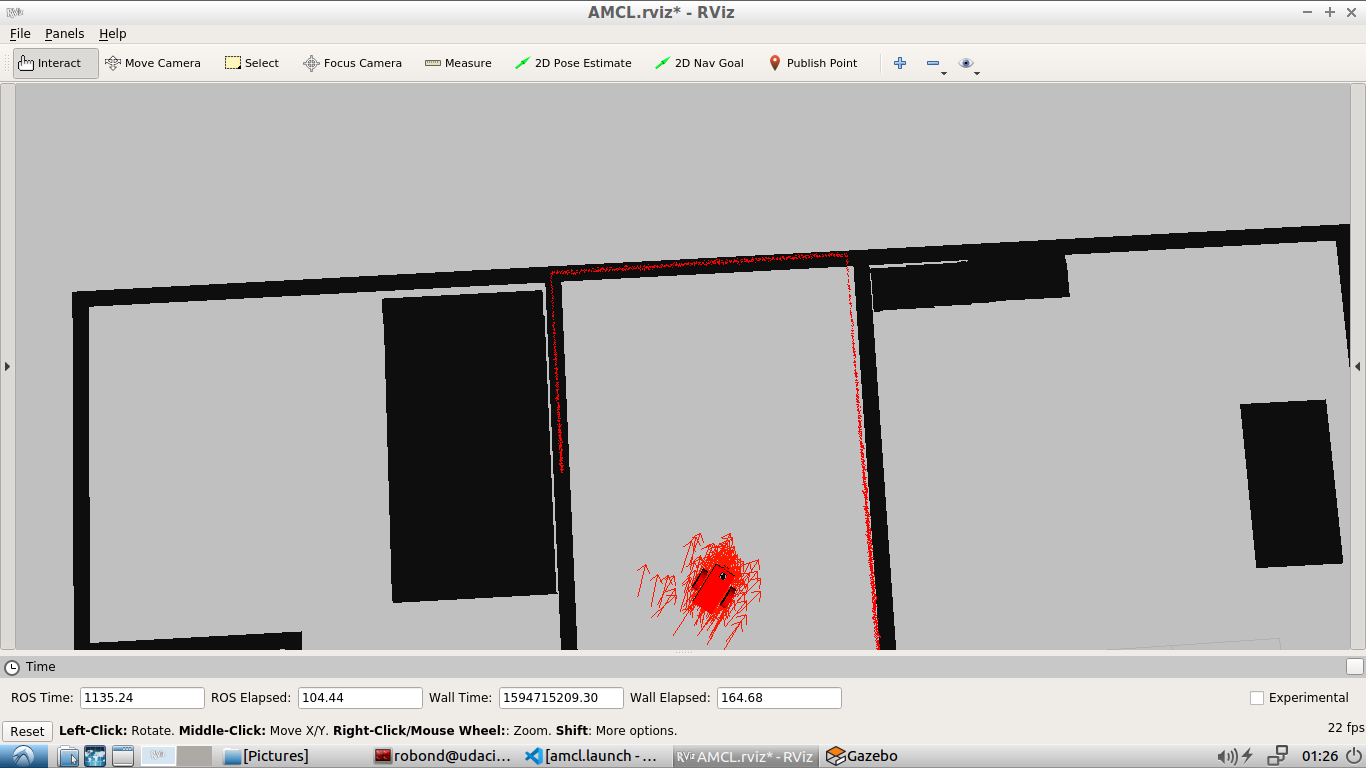 AMCL.rviz* - RViz
File Panels Help
Interact Move Camera Select Focus Camera Measure 2D Pose Estimate 2D Nav Goal Publish Point
Time
ROS Time: 1135.24 ROS Elapsed: 104.44 Wall Time: 1594715209.30 Wall Elapsed: 164.68 Experimental
Reset Left-Click: Rotate. Middle-Click: Move X/Y. Right-Click/Mouse Wheel:: Zoom. Shift: More options. 22 fps
[Pictures] robond@udaci... [amcl.launch - ... RViz AMCL.rviz* - RViz Gazebo 01:26